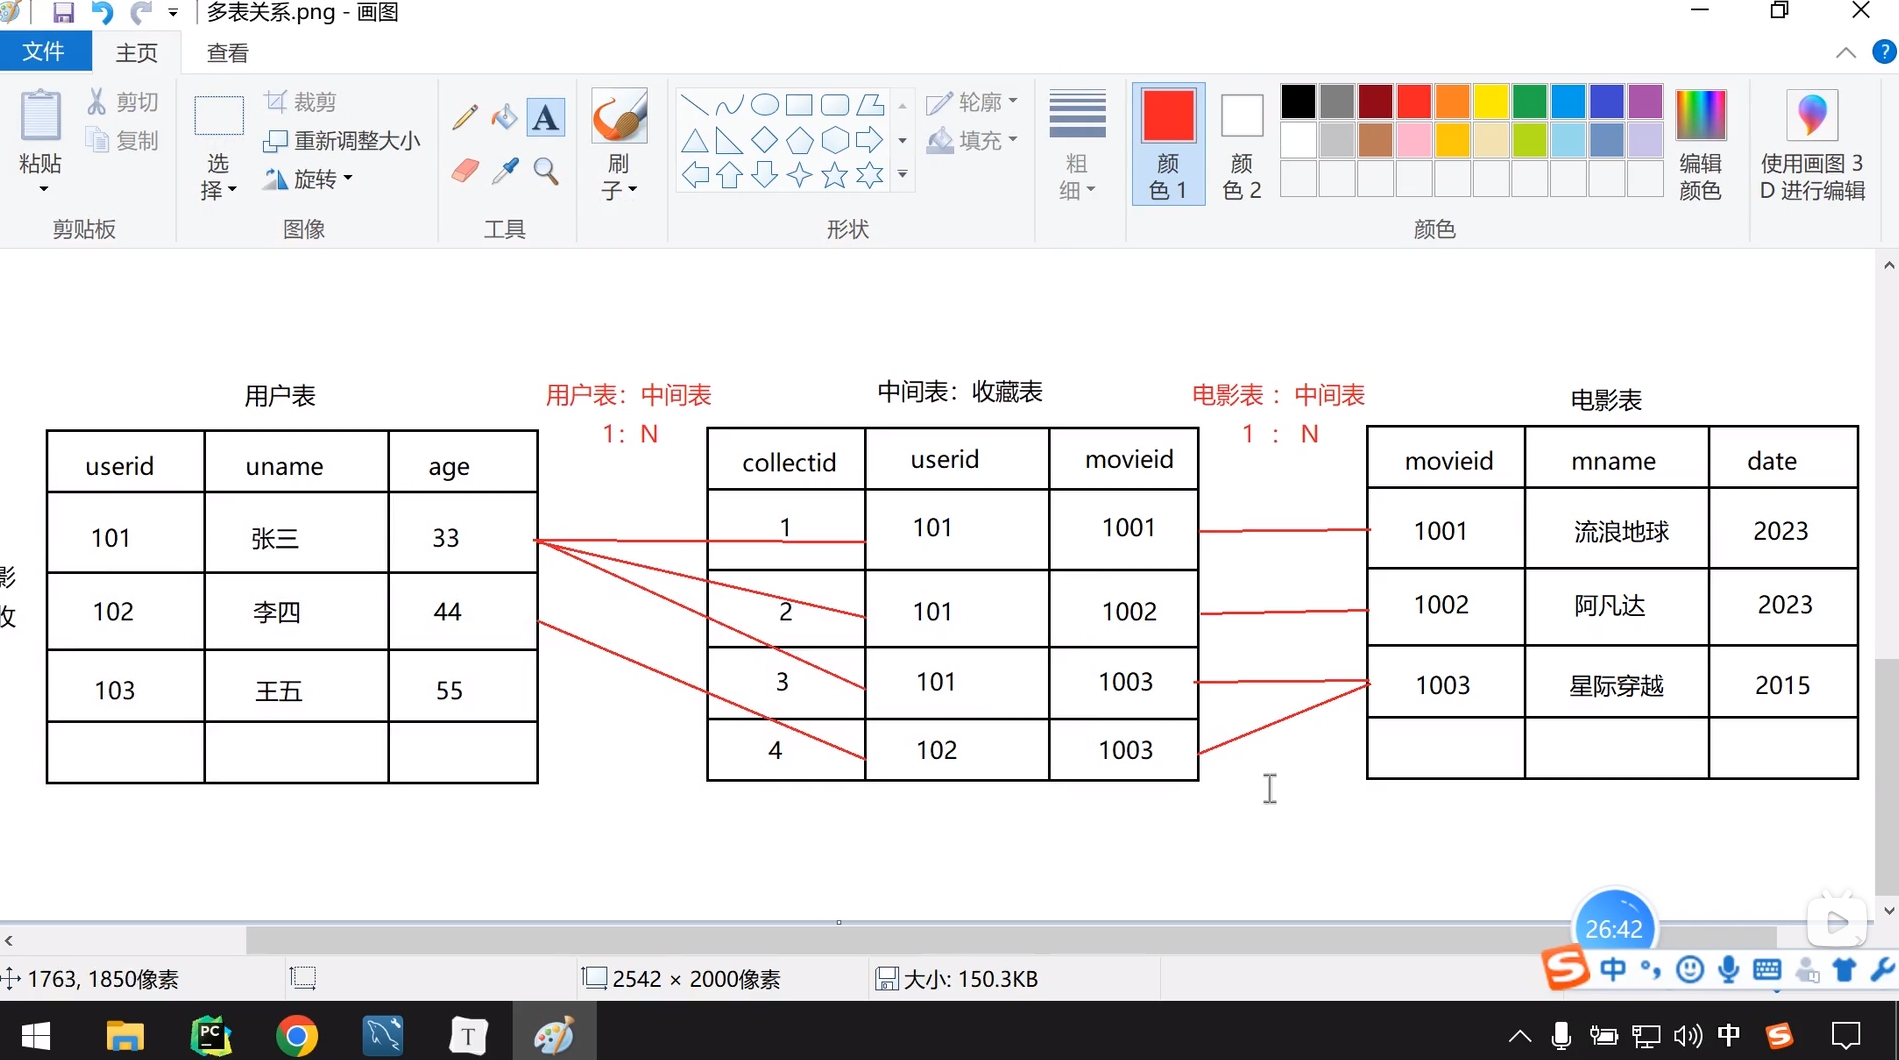 多表关系.png - 画图
文件 主页 查看
粘贴
剪切
复制
剪贴板
选择
裁剪
重新调整大小
旋转
图像
A
工具
刷子
形状
轮廓
填充
粗细
颜色 1
颜色 2
编辑颜色
颜色
使用画图 3D 进行编辑
用户表
userid uname age
101 张三 33
102 李四 44
103 王五 55
用户表：中间表
1：N
中间表：收藏表
collectid userid movieid
1 101 1001
2 101 1002
3 101 1003
4 102 1003
电影表 ：中间表
1 ： N
电影表
movieid mname date
1001 流浪地球 2023
1002 阿凡达 2023
1003 星际穿越 2015
影
收
26:42
中
1763, 1850像素
2542 × 2000像素
大小: 150.3KB
PC
T
中